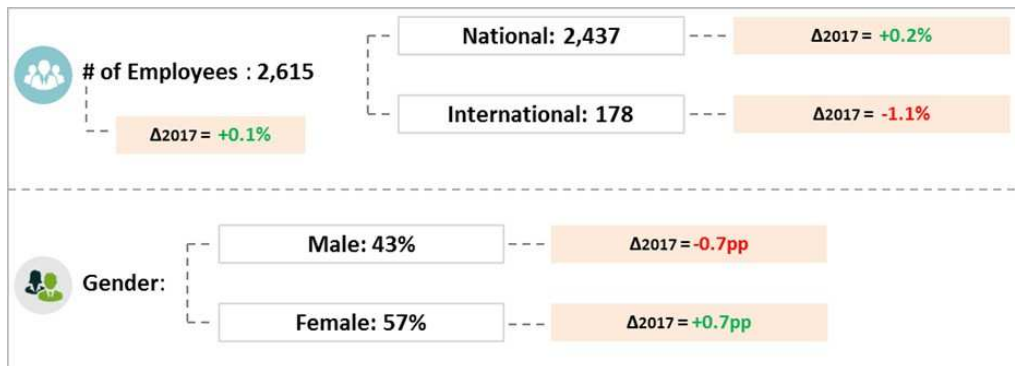 National: 2,437
Δ2017 = +0.2%
# of Employees : 2,615
International: 178
Δ2017 = -1.1%
Δ2017 = +0.1%
Male: 43%
Δ2017 = -0.7pp
Gender:
Female: 57%
Δ2017 = +0.7pp